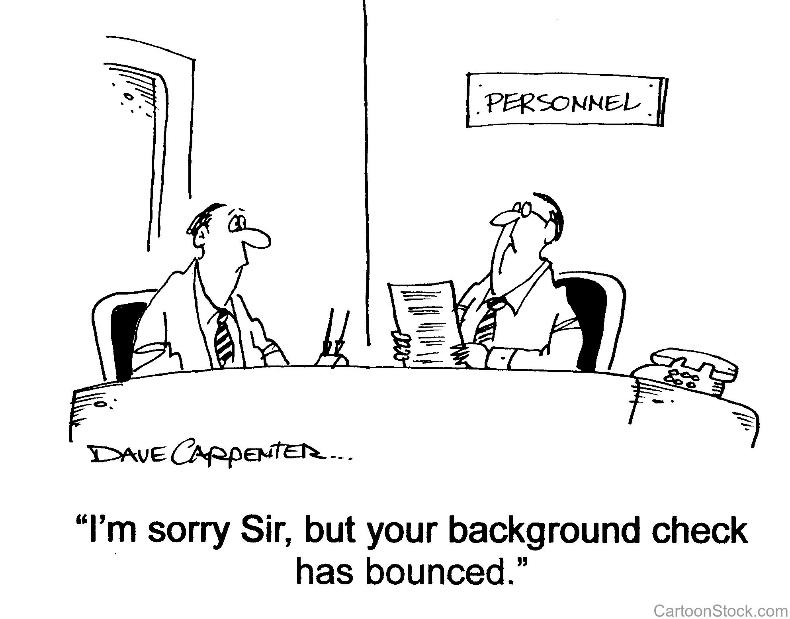 PERSONNEL
DAVE CARPENTER...
“I’m sorry Sir, but your background check
has bounced.”
CartoonStock.com